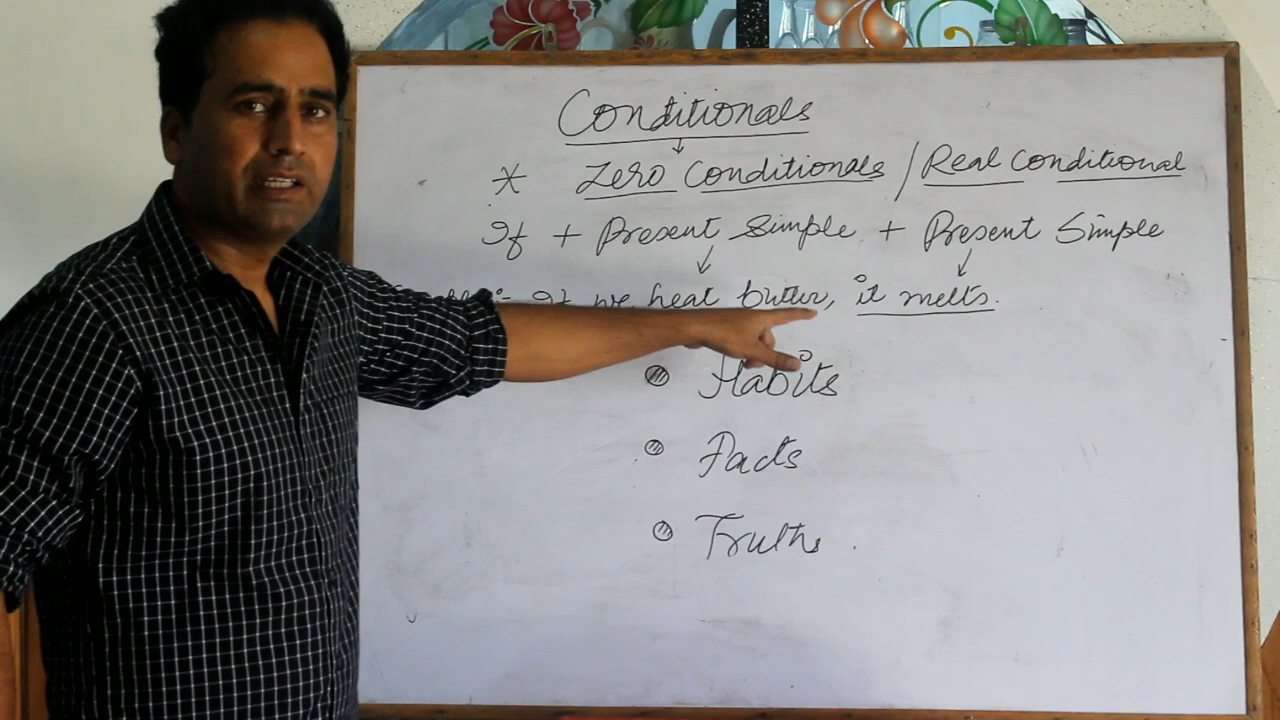 Conditionals
* Zero Conditionals / Real Conditional
If + Present Simple + Present Simple
If we heat butter, it melts.
Habits
Facts
Truths